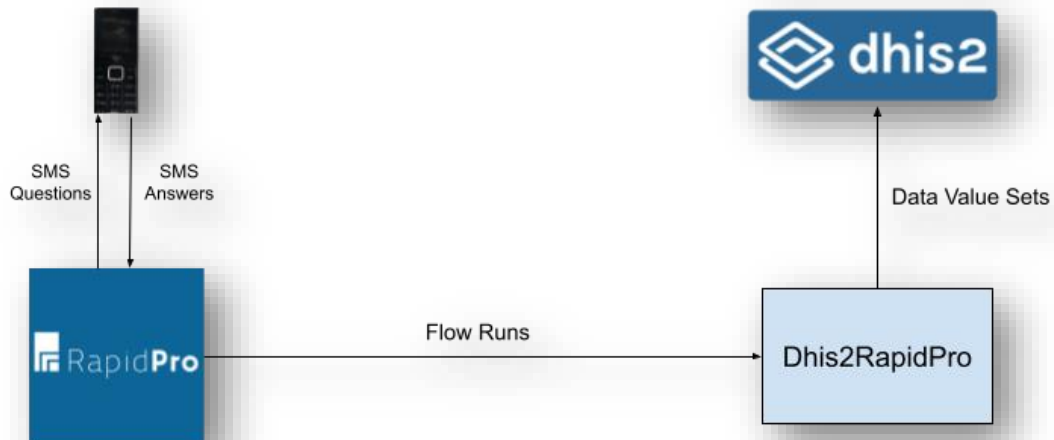 dhis2
SMS
Questions
SMS
Answers
Data Value Sets
RapidPro
Flow Runs
Dhis2RapidPro